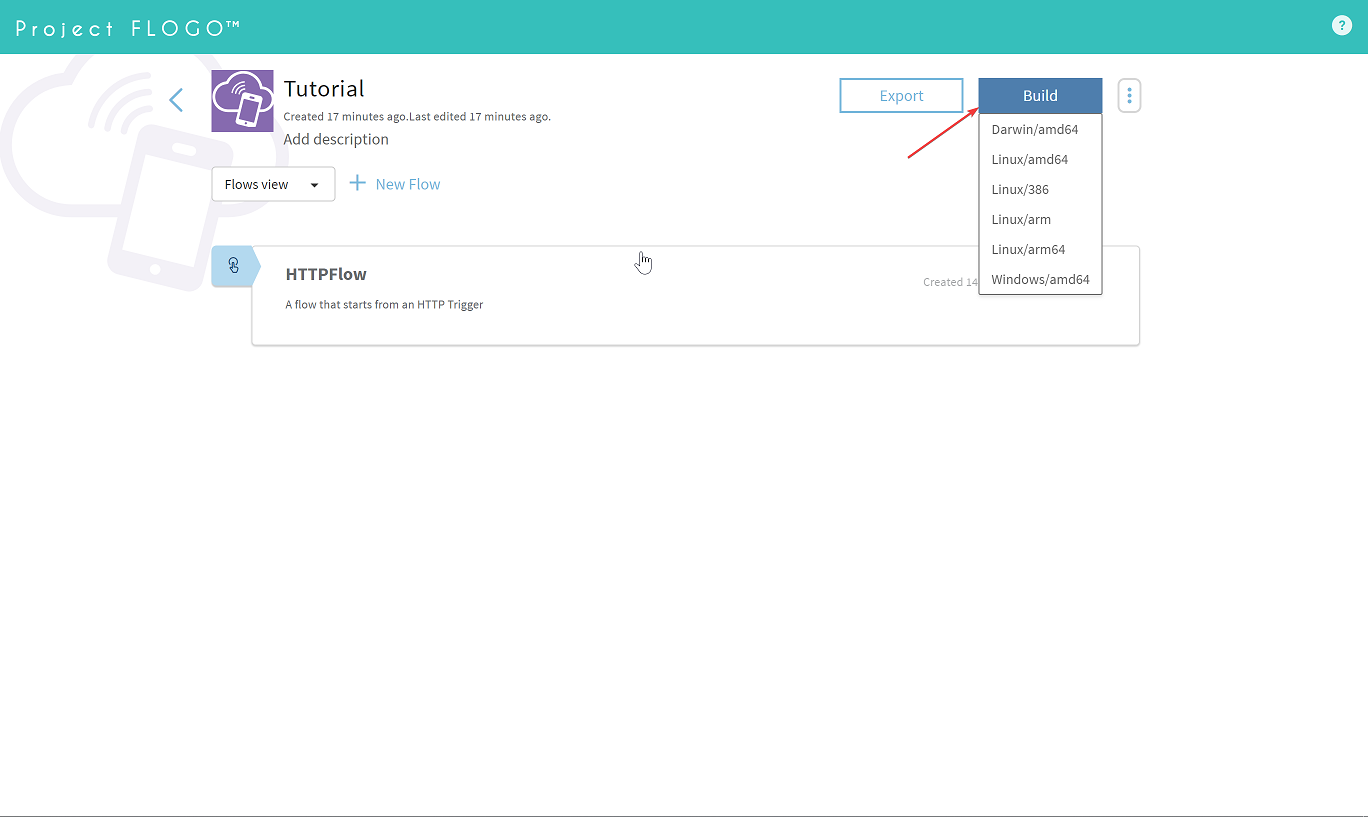 Project FLOGO™
?
Tutorial
Created 17 minutes ago.Last edited 17 minutes ago.
Add description
Export
Build
Darwin/amd64
Linux/amd64
Linux/386
Linux/arm
Linux/arm64
Windows/amd64
Flows view
+ New Flow
HTTPFlow
Created 14
A flow that starts from an HTTP Trigger